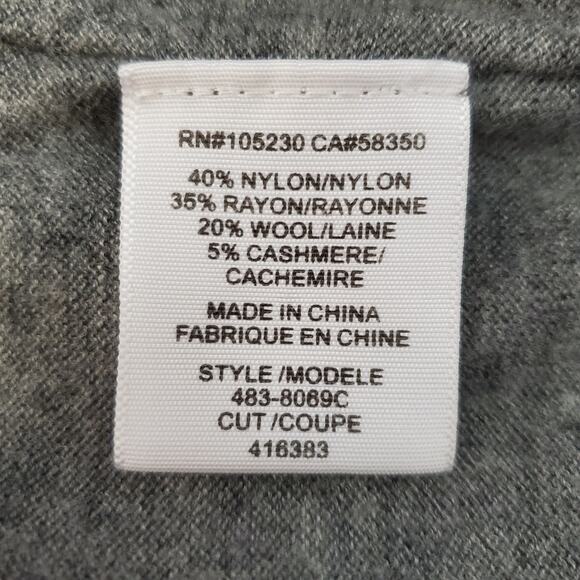 RN#105230 CA#58350
40% NYLON/NYLON
35% RAYON/RAYONNE
20% WOOL/LAINE
5% CASHMERE/
CACHEMIRE
MADE IN CHINA
FABRIQUE EN CHINE
STYLE /MODELE
483-8069C
CUT /COUPE
416383